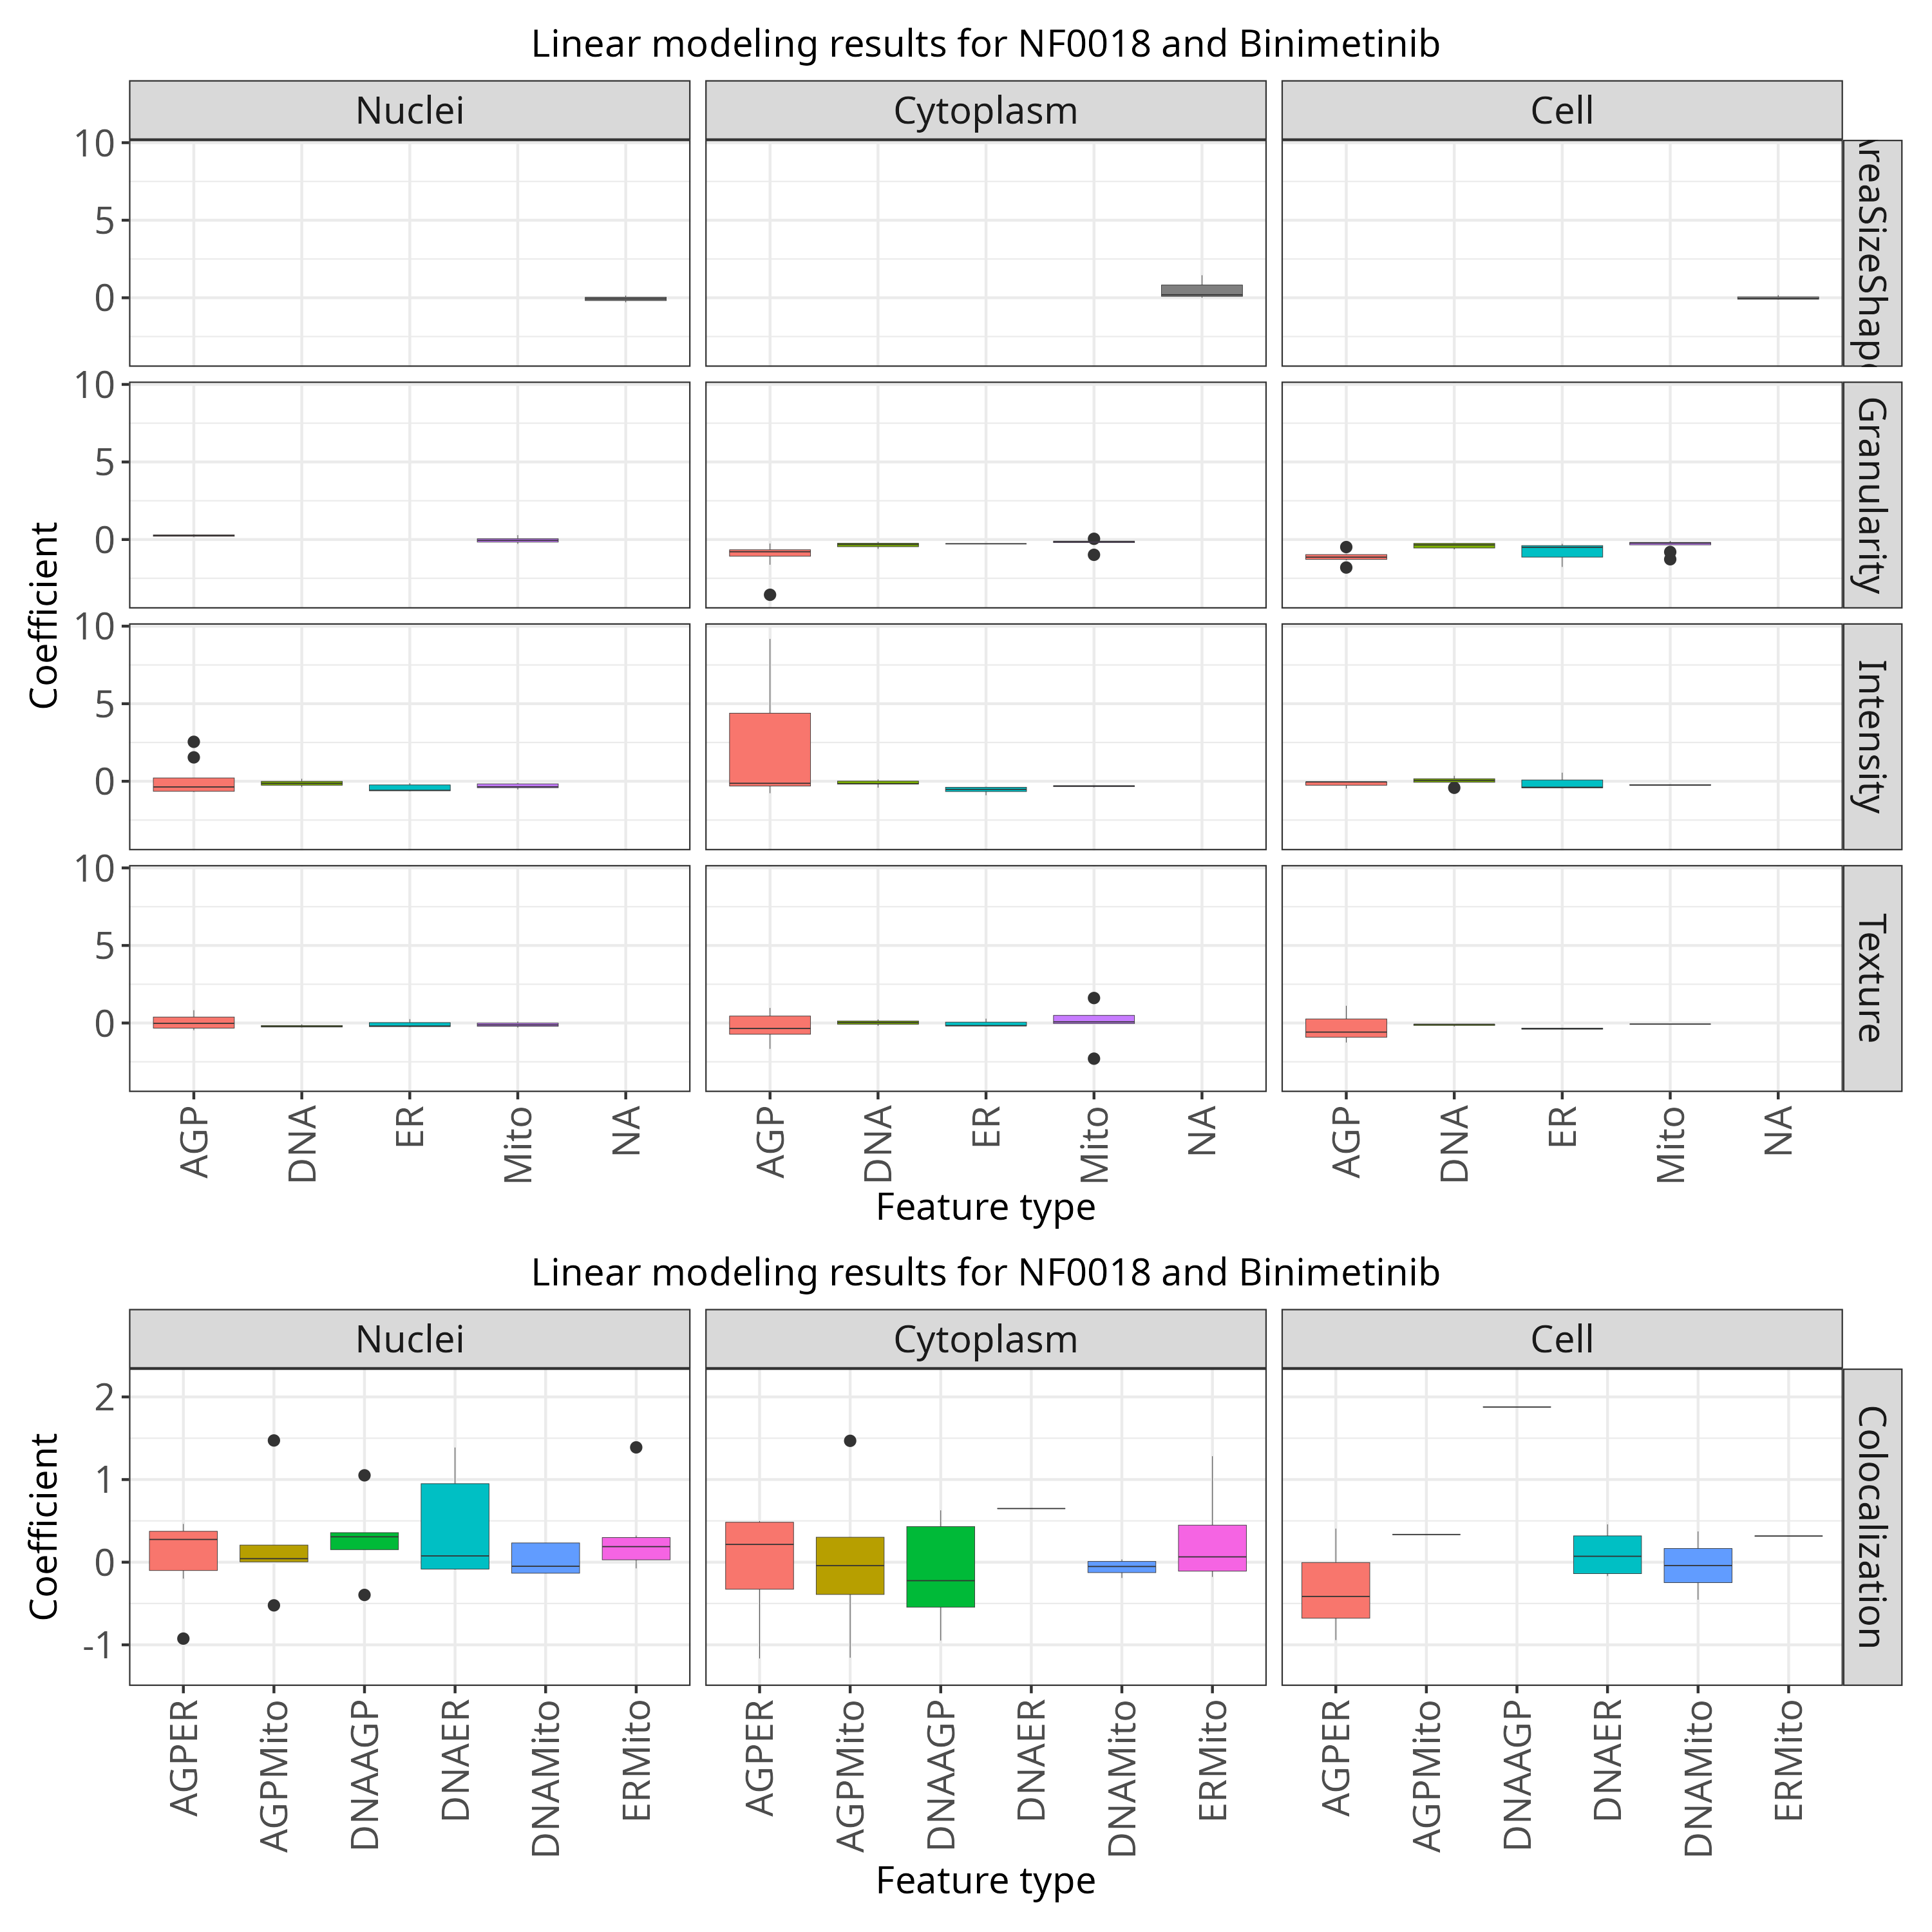 Linear modeling results for NF0018 and Binimetinib
Nuclei Cytoplasm Cell
10
5
0
AreaSizeShape
10
5
0
Granularity
10
5
0
Intensity
10
5
0
Texture
Coefficient
AGP DNA ER Mito NA AGP DNA ER Mito NA AGP DNA ER Mito NA
Feature type
Linear modeling results for NF0018 and Binimetinib
Nuclei Cytoplasm Cell
2
1
0
-1
Colocalization
Coefficient
AGPER AGPMito DNAAGP DNAER DNAMito ERMito AGPER AGPMito DNAAGP DNAER DNAMito ERMito AGPER AGPMito DNAAGP DNAER DNAMito ERMito
Feature type